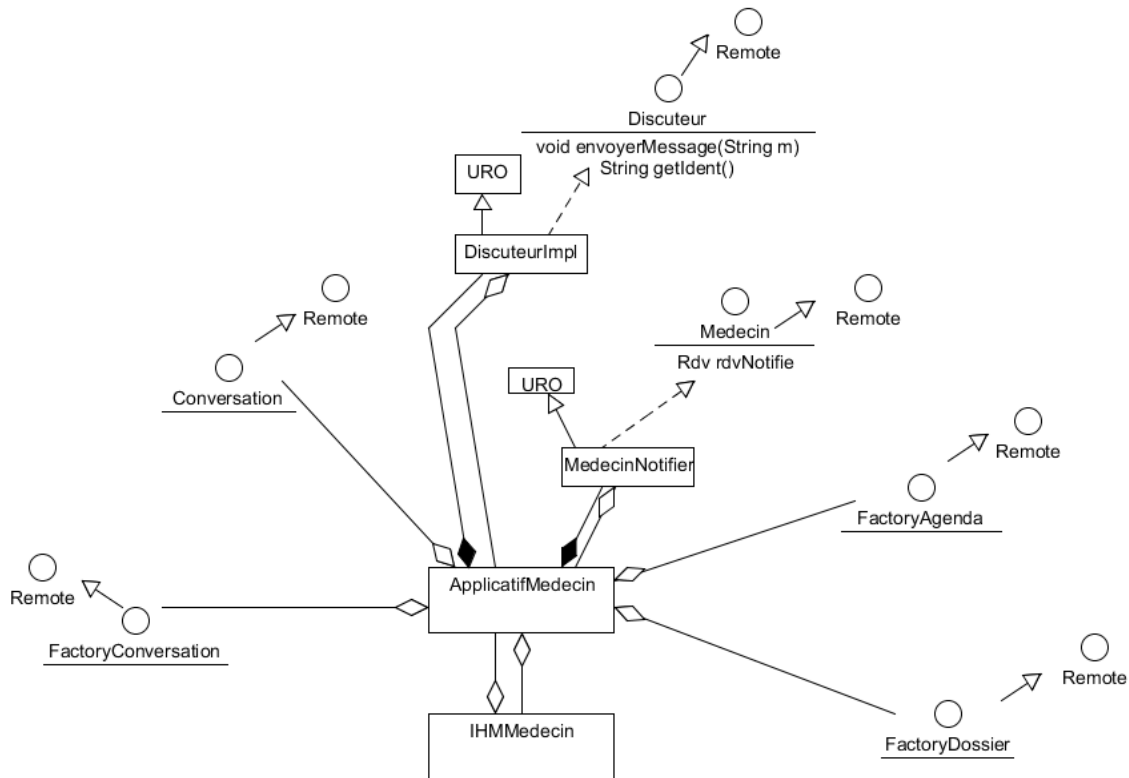 Remote
Discuteur
void envoyerMessage(String m)
String getIdent()
URO
DiscuteurImpl
Remote
Medecin
Remote
Rdv rdvNotifie
Conversation
URO
MedecinNotifier
Remote
FactoryAgenda
ApplicatifMedecin
Remote
FactoryConversation
Remote
IHMMedecin
FactoryDossier